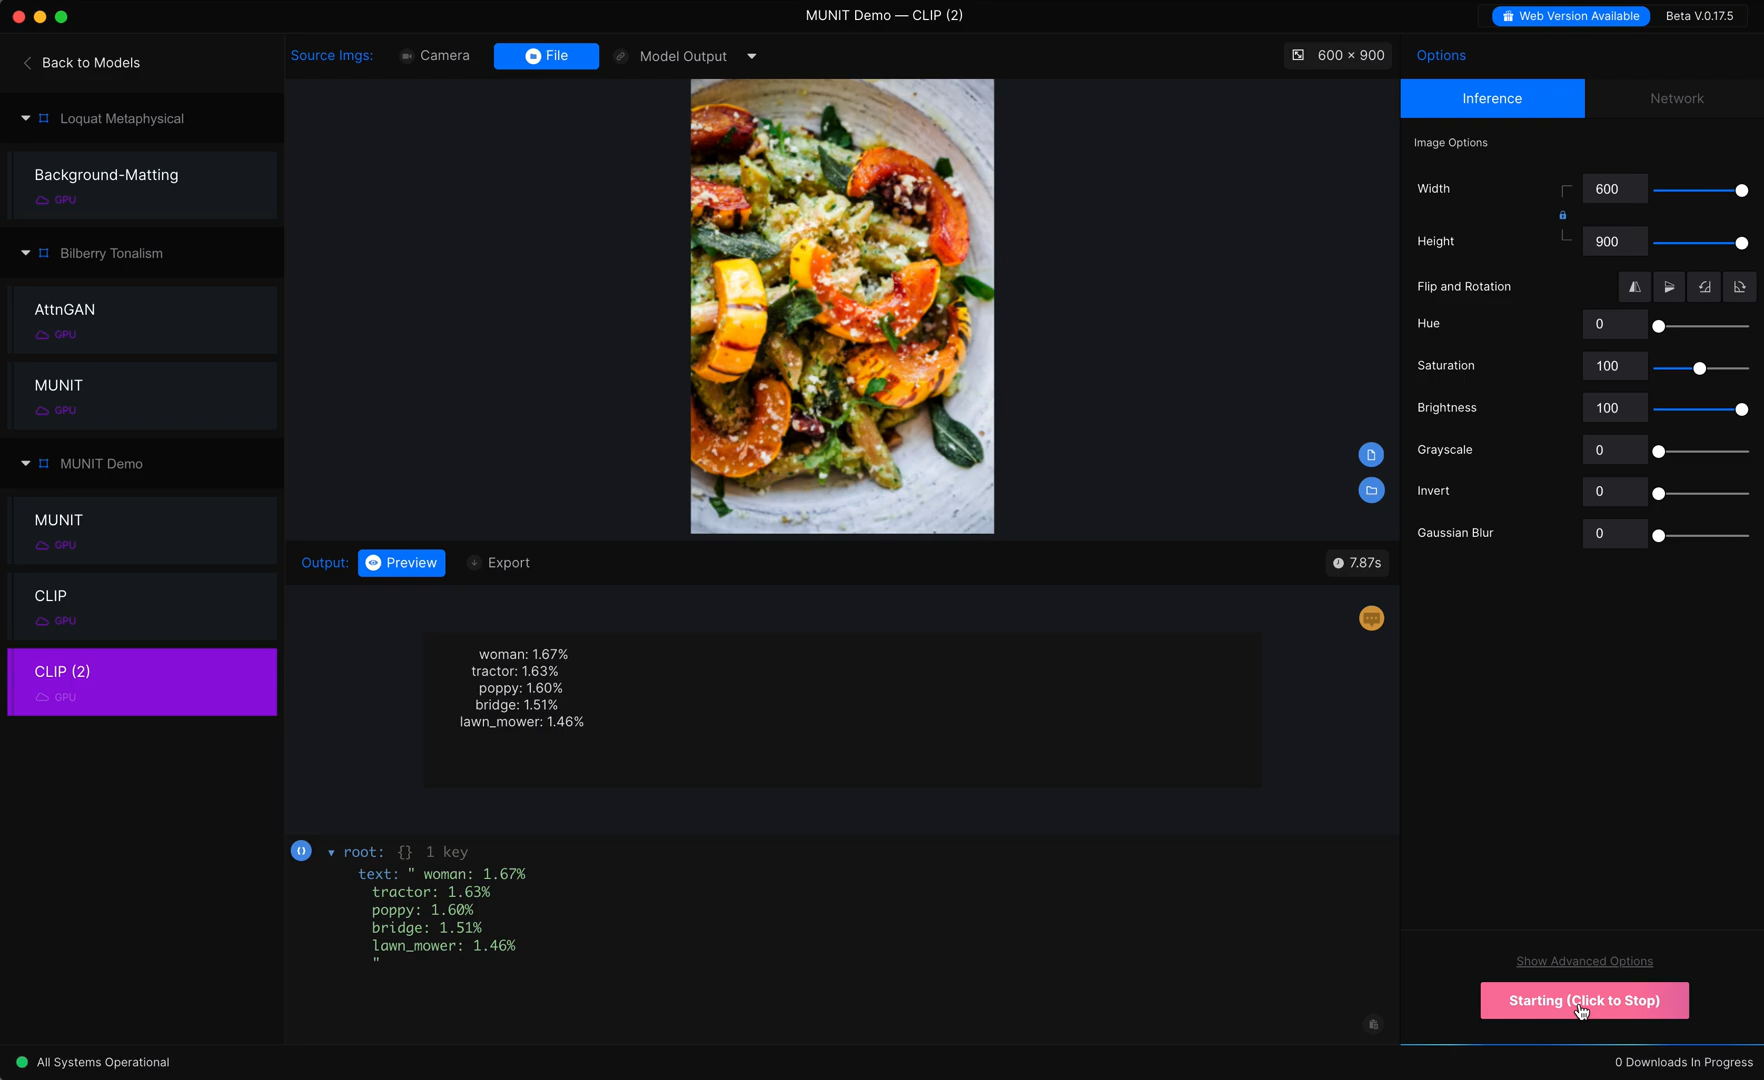 MUNIT Demo — CLIP (2)
Web Version Available
Beta V.0.17.5
Back to Models
Source Imgs:
Camera
File
Model Output
600 × 900
Options
Loquat Metaphysical
Background-Matting
GPU
Bilberry Tonalism
AttnGAN
GPU
MUNIT
GPU
MUNIT Demo
MUNIT
GPU
CLIP
GPU
CLIP (2)
GPU
Output:
Preview
Export
7.87s
woman: 1.67%
tractor: 1.63%
poppy: 1.60%
bridge: 1.51%
lawn_mower: 1.46%
root: {} 1 key
text: " woman: 1.67%
tractor: 1.63%
poppy: 1.60%
bridge: 1.51%
lawn_mower: 1.46%
"
Inference
Network
Image Options
Width
600
Height
900
Flip and Rotation
Hue
0
Saturation
100
Brightness
100
Grayscale
0
Invert
0
Gaussian Blur
0
Show Advanced Options
Starting (Click to Stop)
All Systems Operational
0 Downloads In Progress